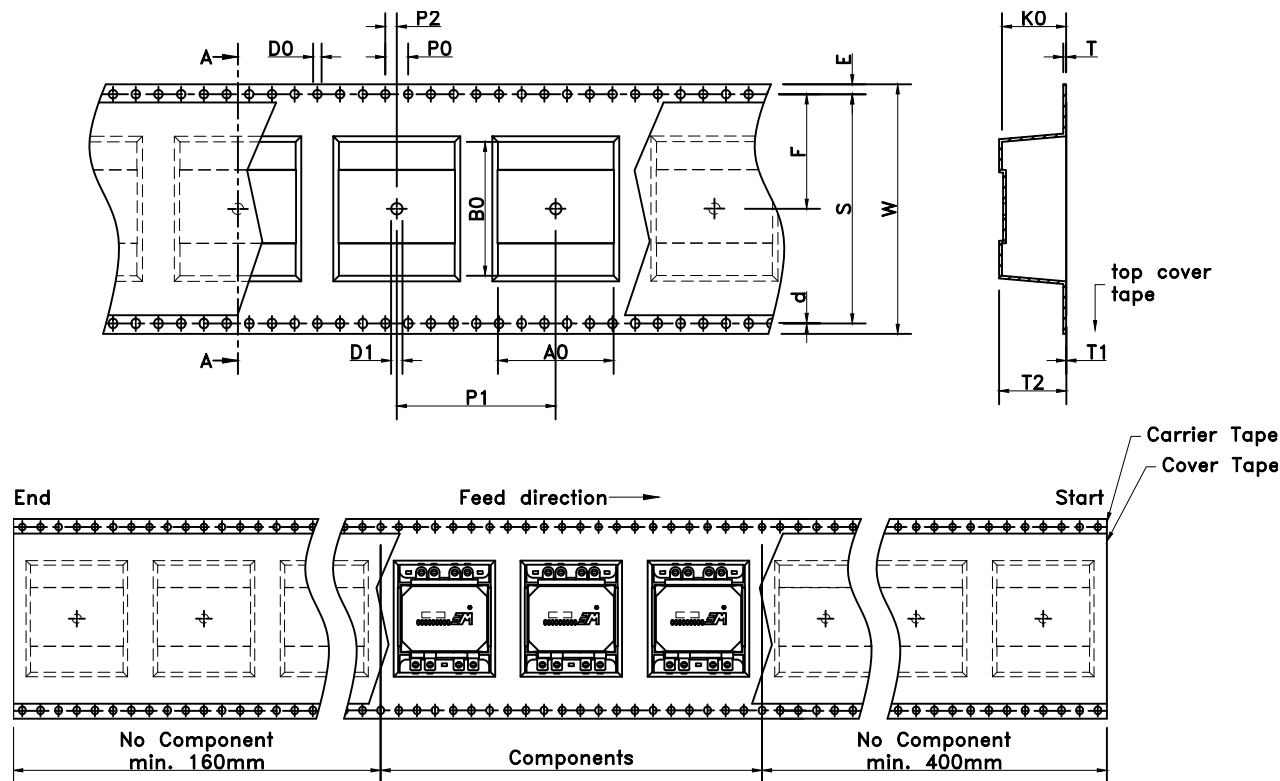 P2
K0
A
D0
P0
E
T
F
B0
S
W
d
top cover
tape
A
D1
A0
T1
T2
P1
Carrier Tape
Cover Tape
End
Feed direction
Start
No Component
min. 160mm
Components
No Component
min. 400mm